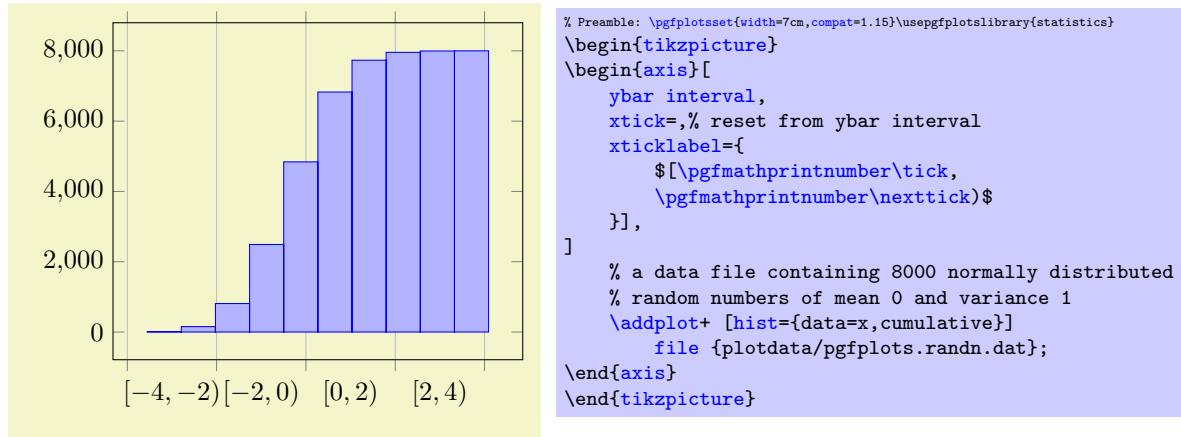 8,000
6,000
4,000
2,000
0
[−4, −2) [−2, 0) [0, 2) [2, 4)
% Preamble: \pgfplotsset{width=7cm,compat=1.15}\usepgfplotslibrary{statistics}
\begin{tikzpicture}
\begin{axis}[
    ybar interval,
    xtick=,% reset from ybar interval
    xticklabel={
        $[\pgfmathprintnumber\tick,
        \pgfmathprintnumber\nexttick)$
    }],
]
    % a data file containing 8000 normally distributed
    % random numbers of mean 0 and variance 1
    \addplot+ [hist={data=x,cumulative}]
        file {plotdata/pgfplots.randn.dat};
\end{axis}
\end{tikzpicture}